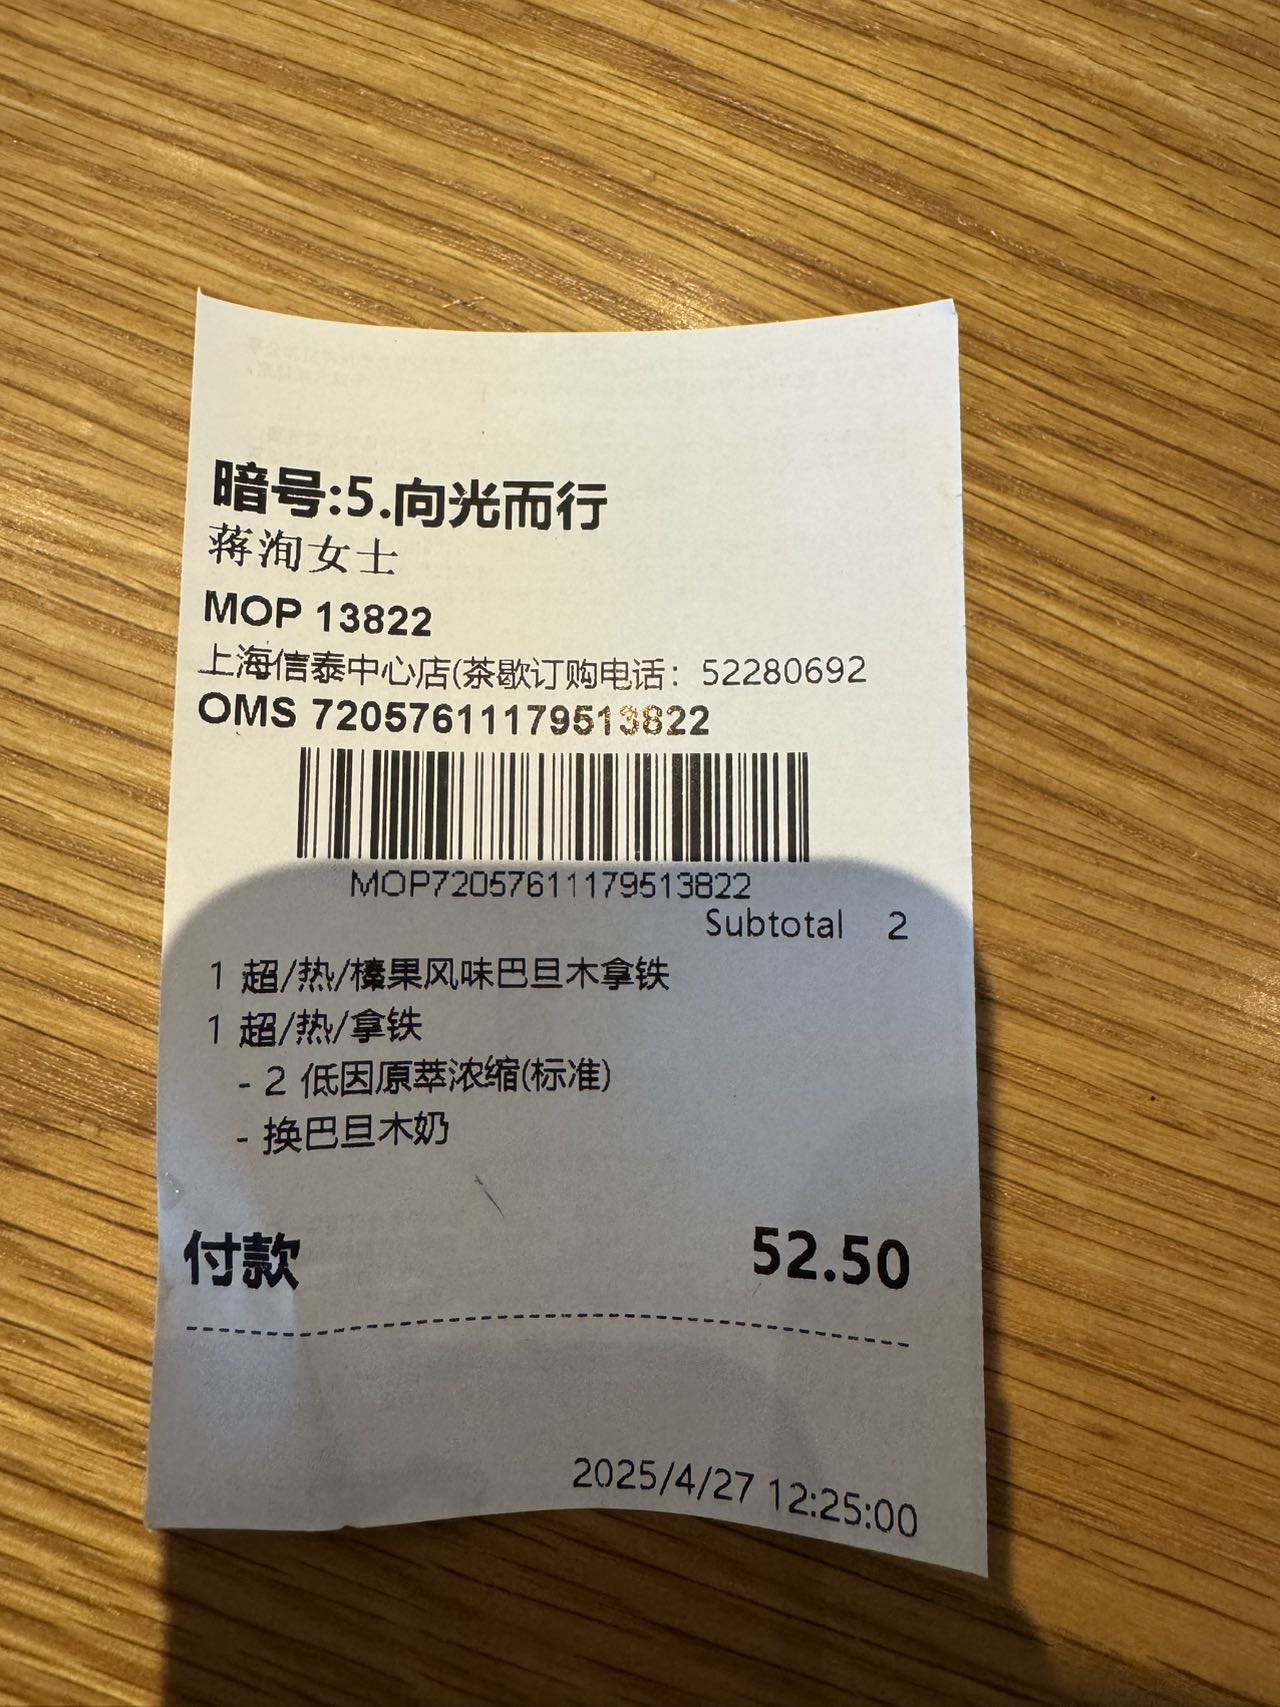 暗号:5.向光而行
蒋洵女士
MOP 13822
上海信泰中心店(茶歇订购电话：52280692
OMS 72057611179513822
MOP72057611179513822
Subtotal 2
1 超/热/榛果风味巴旦木拿铁
1 超/热/拿铁
- 2 低因原萃浓缩(标准)
- 换巴旦木奶
付款 52.50
2025/4/27 12:25:00